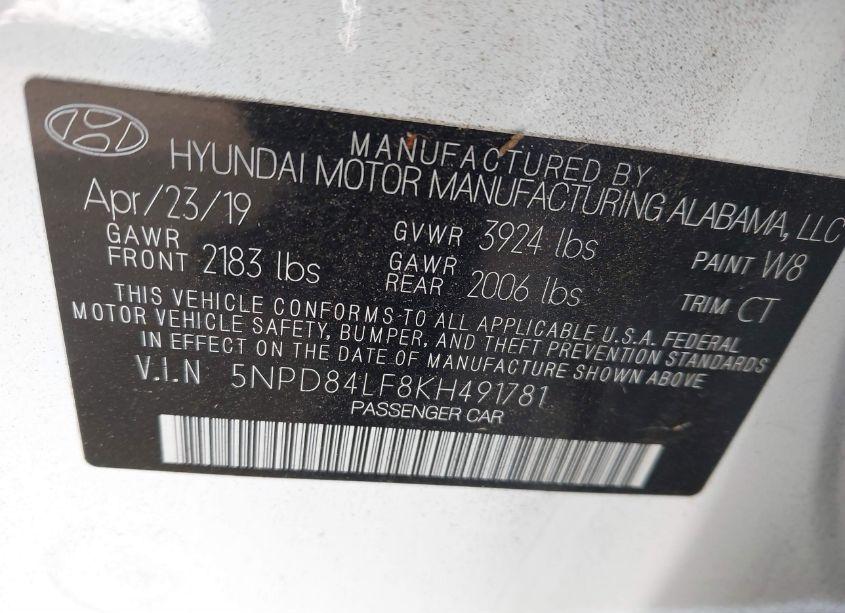 MANUFACTURED BY
HYUNDAI MOTOR MANUFACTURING ALABAMA, LLC
Apr/23/19
GAWR FRONT 2183 lbs
GVWR 3924 lbs
GAWR REAR 2006 lbs
PAINT W8
TRIM CT
THIS VEHICLE CONFORMS TO ALL APPLICABLE U.S.A. FEDERAL
MOTOR VEHICLE SAFETY, BUMPER, AND THEFT PREVENTION STANDARDS
IN EFFECT ON THE DATE OF MANUFACTURE SHOWN ABOVE.
V.I.N 5NPD84LF8KH491781
PASSENGER CAR